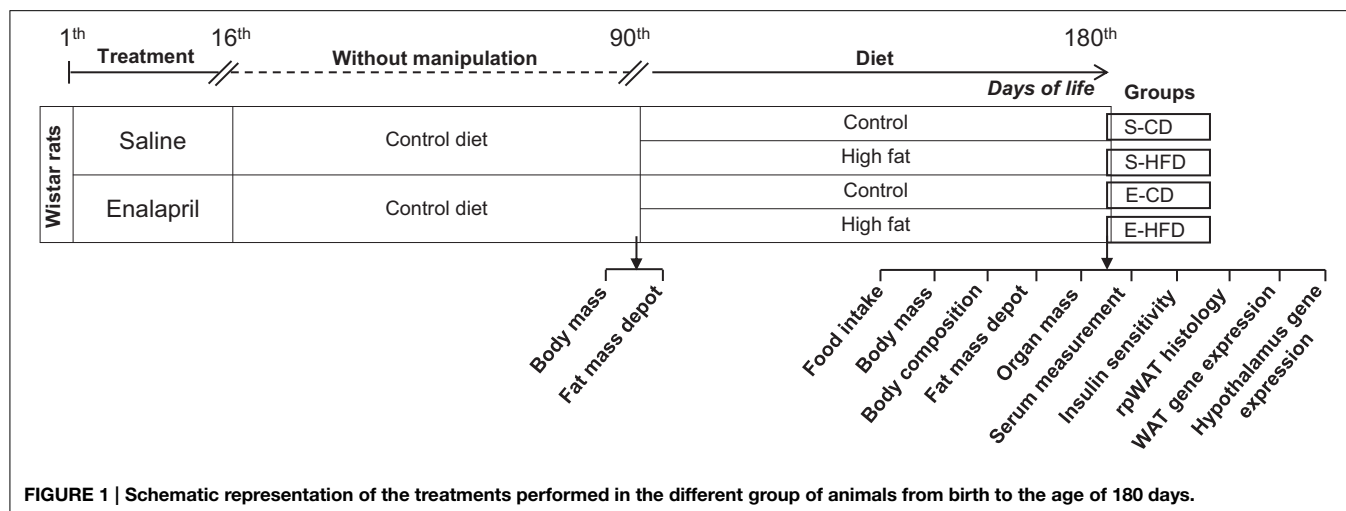 1th 16th 90th 180th
Treatment Without manipulation Diet
Days of life Groups
Wistar rats
Saline Control diet Control S-CD
High fat S-HFD
Enalapril Control diet Control E-CD
High fat E-HFD
Body mass
Fat mass depot
Food intake
Body mass
Body composition
Fat mass depot
Organ mass
Serum measurement
Insulin sensitivity
rpWAT histology
WAT gene expression
Hypothalamus gene
expression
FIGURE 1 | Schematic representation of the treatments performed in the different group of animals from birth to the age of 180 days.